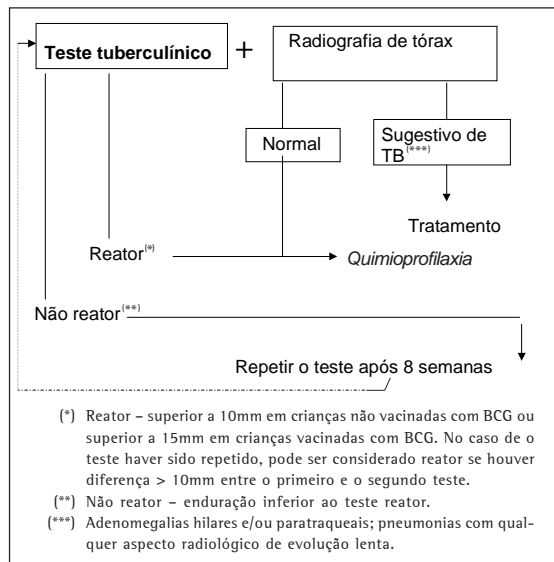 Teste tuberculínico + Radiografia de tórax
Normal
Sugestivo de
TB(***)
Tratamento
Reator(*)
Quimioprofilaxia
Não reator(**)
Repetir o teste após 8 semanas
(*) Reator – superior a 10mm em crianças não vacinadas com BCG ou
superior a 15mm em crianças vacinadas com BCG. No caso de o
teste haver sido repetido, pode ser considerado reator se houver
diferença > 10mm entre o primeiro e o segundo teste.
(**) Não reator – enduração inferior ao teste reator.
(***) Adenomegalias hilares e/ou paratraqueais; pneumonias com qual-
quer aspecto radiológico de evolução lenta.